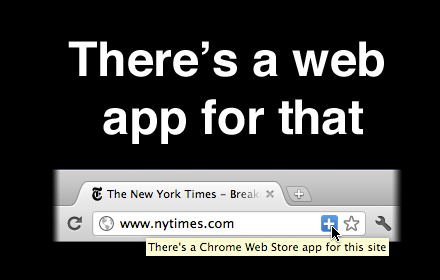 There’s a web
app for that
The New York Times - Break
www.nytimes.com
There's a Chrome Web Store app for this site